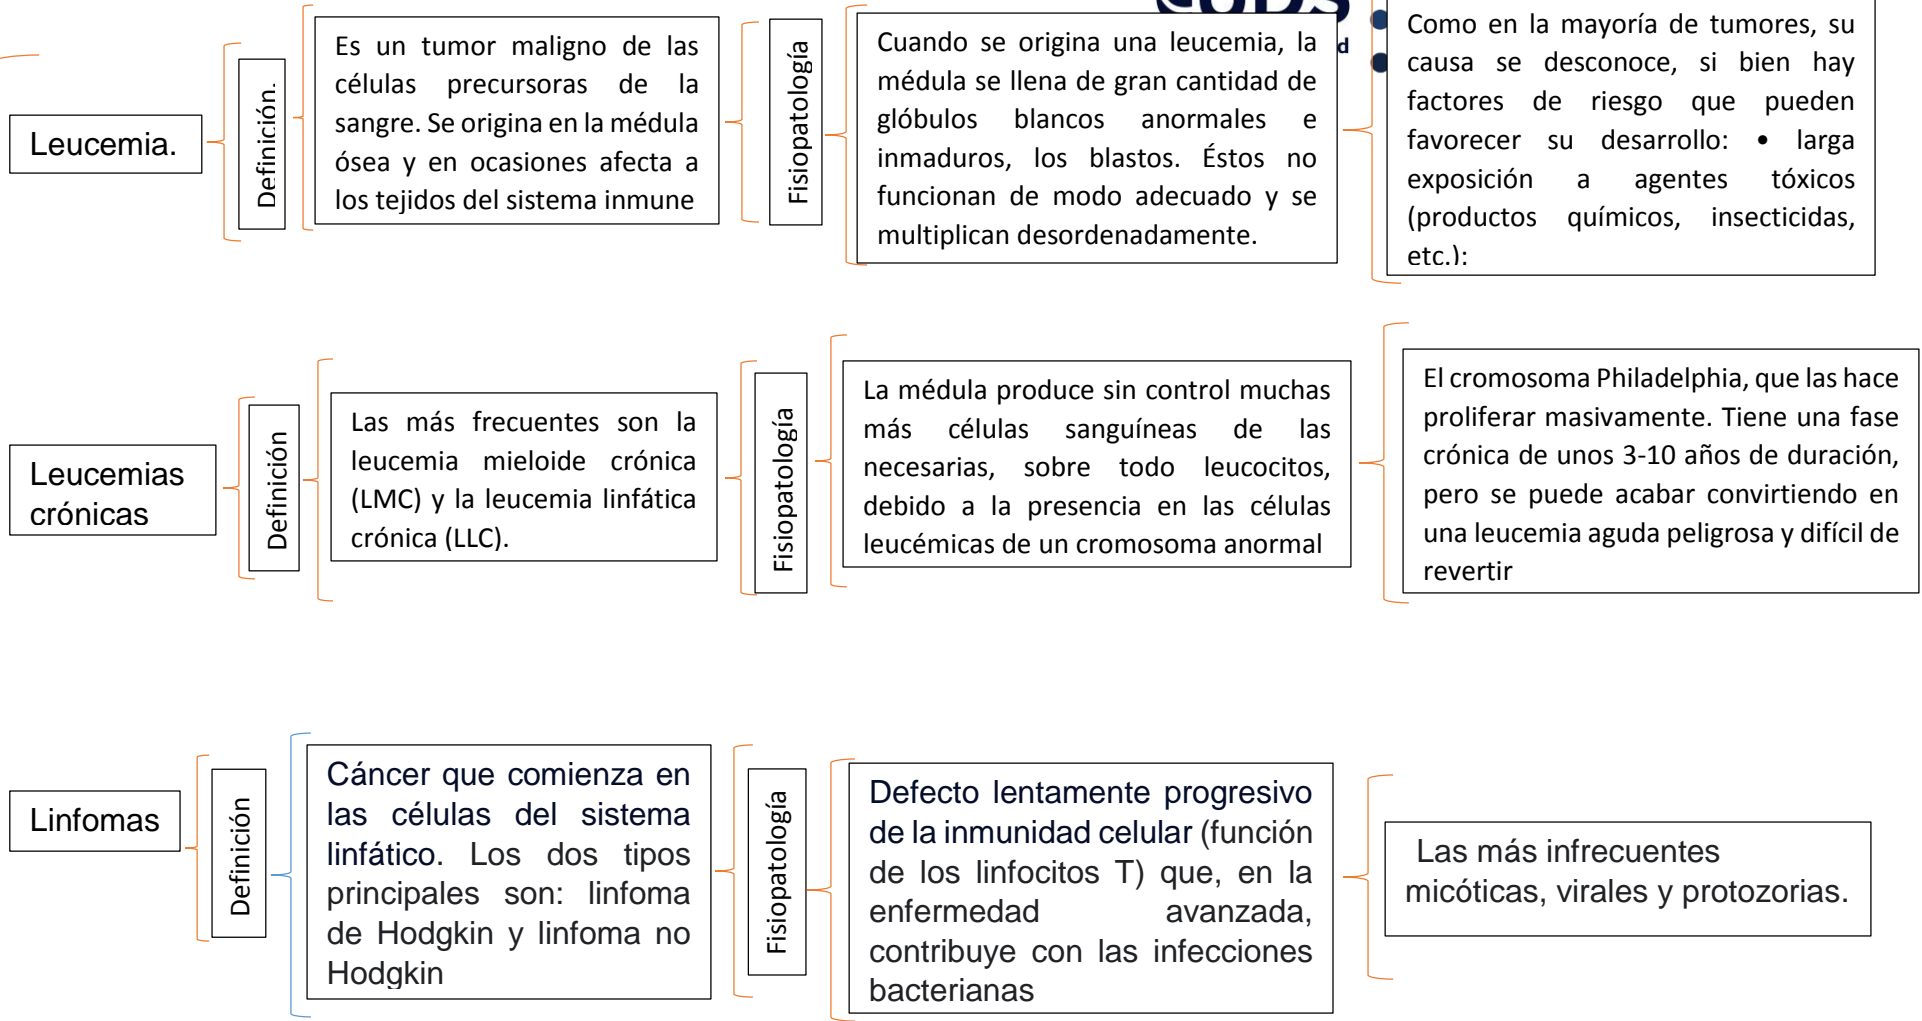 Leucemia.
Definición.
Es un tumor maligno de las
células precursoras de la
sangre. Se origina en la médula
ósea y en ocasiones afecta a
los tejidos del sistema inmune
Fisiopatología
Cuando se origina una leucemia, la
médula se llena de gran cantidad de
glóbulos blancos anormales e
inmaduros, los blastos. Éstos no
funcionan de modo adecuado y se
multiplican desordenadamente.
d
Como en la mayoría de tumores, su
causa se desconoce, si bien hay
factores de riesgo que pueden
favorecer su desarrollo: • larga
exposición a agentes tóxicos
(productos químicos, insecticidas,
etc.):
Leucemias
crónicas
Definición
Las más frecuentes son la
leucemia mieloide crónica
(LMC) y la leucemia linfática
crónica (LLC).
Fisiopatología
La médula produce sin control muchas
más células sanguíneas de las
necesarias, sobre todo leucocitos,
debido a la presencia en las células
leucémicas de un cromosoma anormal
El cromosoma Philadelphia, que las hace
proliferar masivamente. Tiene una fase
crónica de unos 3-10 años de duración,
pero se puede acabar convirtiendo en
una leucemia aguda peligrosa y difícil de
revertir
Linfomas
Definición
Cáncer que comienza en
las células del sistema
linfático. Los dos tipos
principales son: linfoma
de Hodgkin y linfoma no
Hodgkin
Fisiopatología
Defecto lentamente progresivo
de la inmunidad celular (función
de los linfocitos T) que, en la
enfermedad avanzada,
contribuye con las infecciones
bacterianas
Las más infrecuentes
micóticas, virales y protozorias.